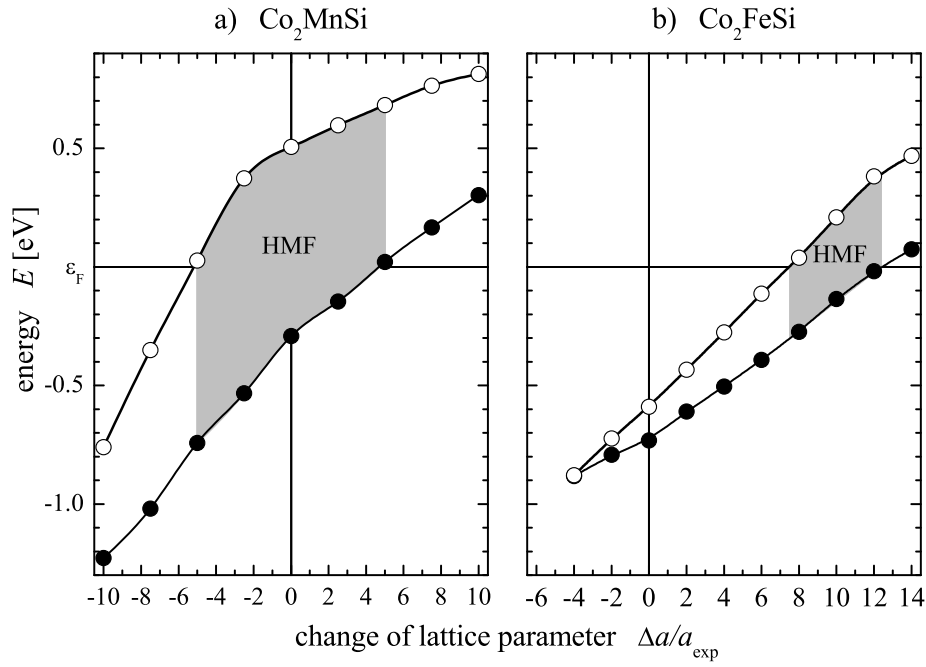 a) Co₂MnSi
b) Co₂FeSi
energy E [eV]
0.5
ε_F
-0.5
-1.0
HMF
HMF
-10 -8 -6 -4 -2 0 2 4 6 8 10
-6 -4 -2 0 2 4 6 8 10 12 14
change of lattice parameter Δa/a_exp